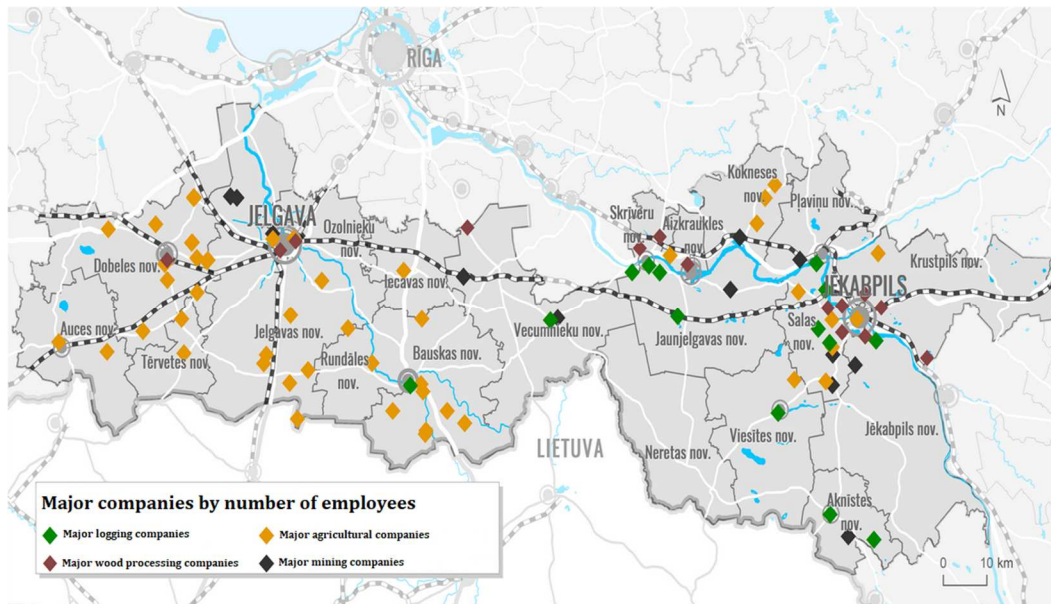 RĪGA
N
Kokneses
nov.
Pļaviņu nov.
JELGAVA
Ozolnieku
nov.
Skrīveru
nov.
Aizkraukles
nov.
Dobeles nov.
Krustpils nov.
Iecavas nov.
JĒKABPILS
Auces nov.
Jelgavas nov.
Vecumnieku nov.
Jaunjelgavas nov.
Salas
nov.
Tērvetes nov.
Rundāles
nov.
Bauskas nov.
LIETUVA
Neretas nov.
Viesītes nov.
Jēkabpils nov.
Aknīstes
nov.
Major companies by number of employees
Major logging companies
Major agricultural companies
Major wood processing companies
Major mining companies
0 10 km